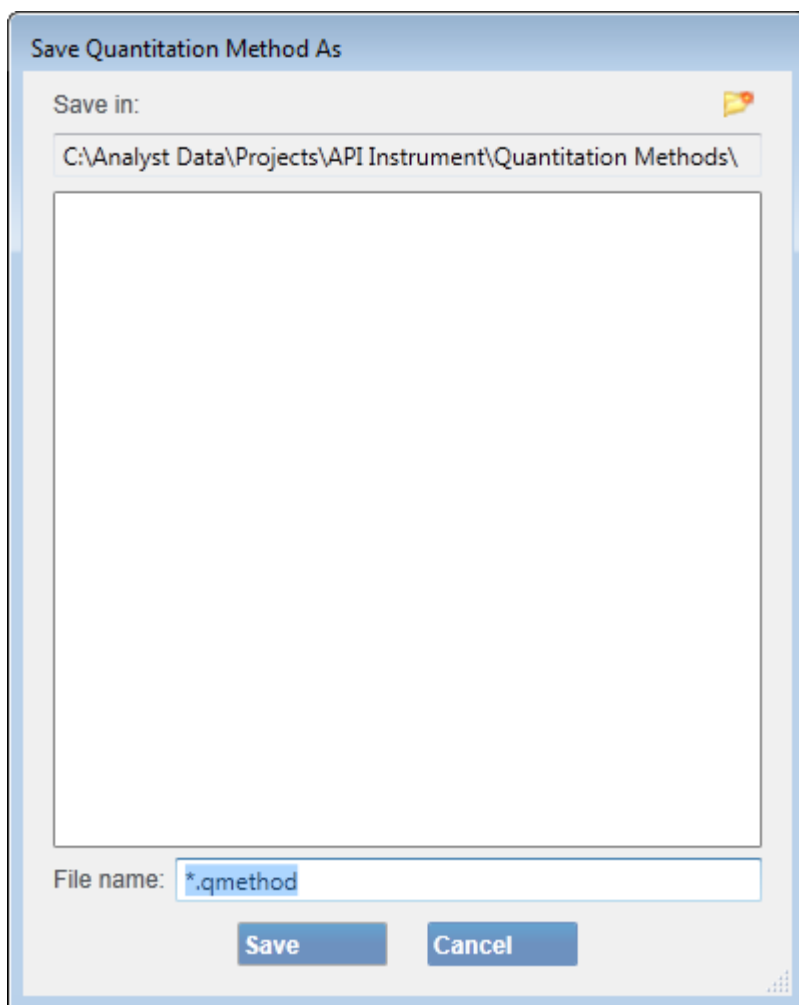 Save Quantitation Method As
Save in:
C:\Analyst Data\Projects\API Instrument\Quantitation Methods\
File name: *.qmethod
Save Cancel